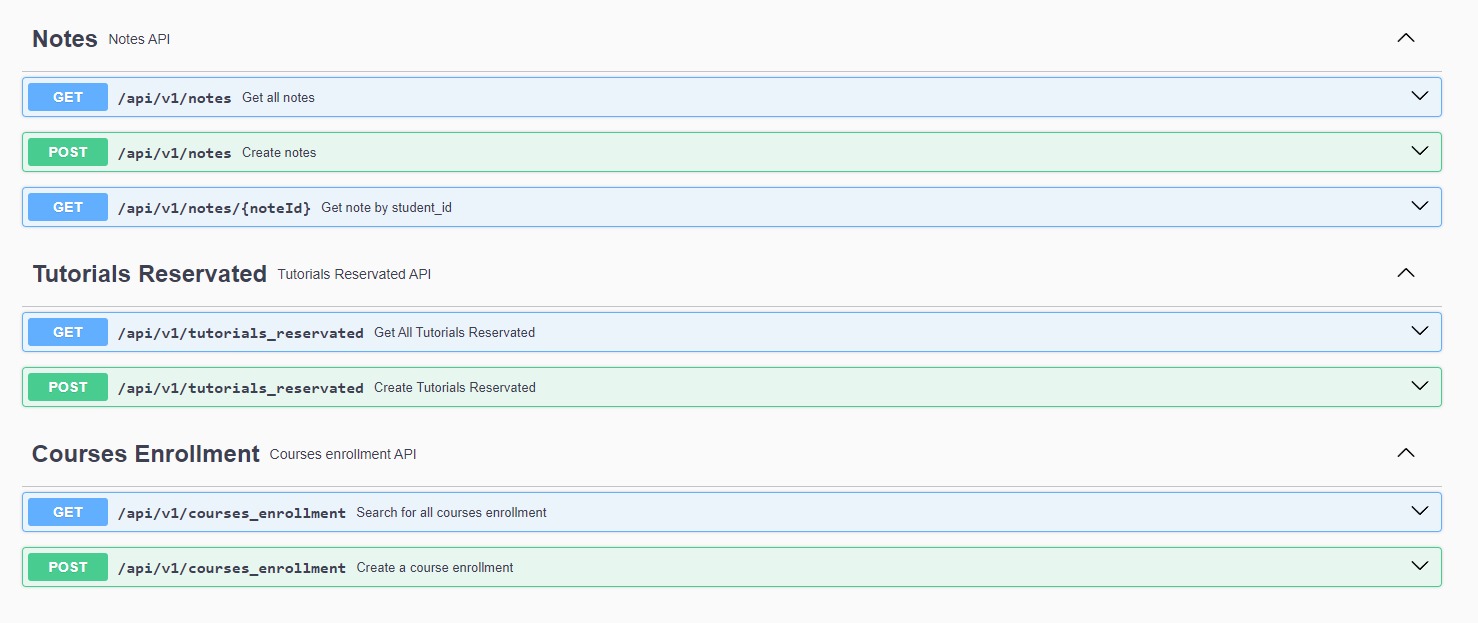 Notes Notes API
GET /api/v1/notes Get all notes
POST /api/v1/notes Create notes
GET /api/v1/notes/{noteId} Get note by student_id
Tutorials Reservated Tutorials Reservated API
GET /api/v1/tutorials_reservated Get All Tutorials Reservated
POST /api/v1/tutorials_reservated Create Tutorials Reservated
Courses Enrollment Courses enrollment API
GET /api/v1/courses_enrollment Search for all courses enrollment
POST /api/v1/courses_enrollment Create a course enrollment